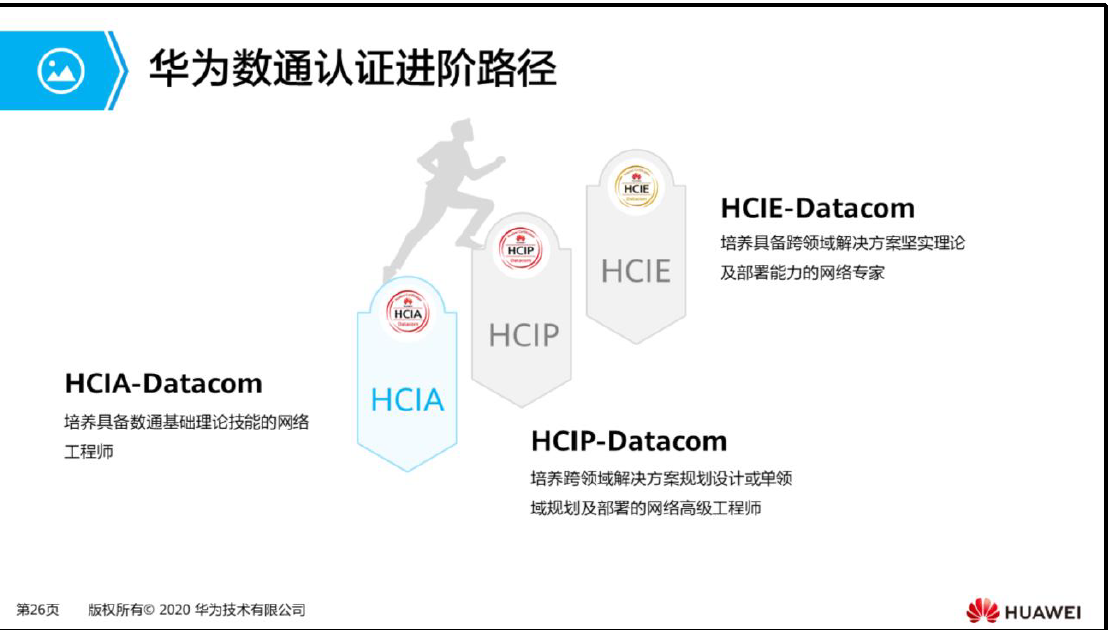 华为数通认证进阶路径
HCIE
HCIE-Datacom
培养具备跨领域解决方案坚实理论
及部署能力的网络专家
HCIE
HCIP
HCIP
HCIA
Datacom
HCIA
HCIA-Datacom
培养具备数通基础理论技能的网络
工程师
HCIP-Datacom
培养跨领域解决方案规划设计或单领
域规划及部署的网络高级工程师
第26页 版权所有© 2020 华为技术有限公司
HUAWEI